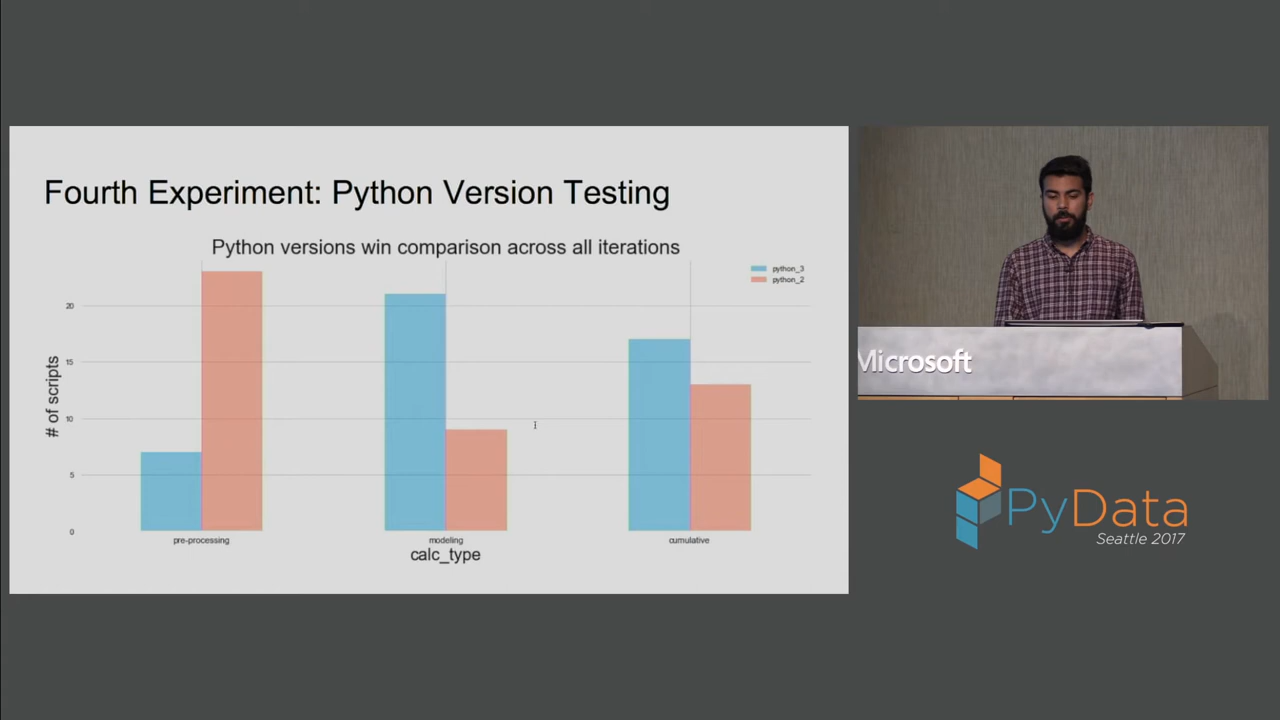 Fourth Experiment: Python Version Testing
Python versions win comparison across all iterations
python_3
python_2
# of scripts
20
15
10
5
0
pre-processing
modeling
cumulative
calc_type
Microsoft
PyData
Seattle 2017